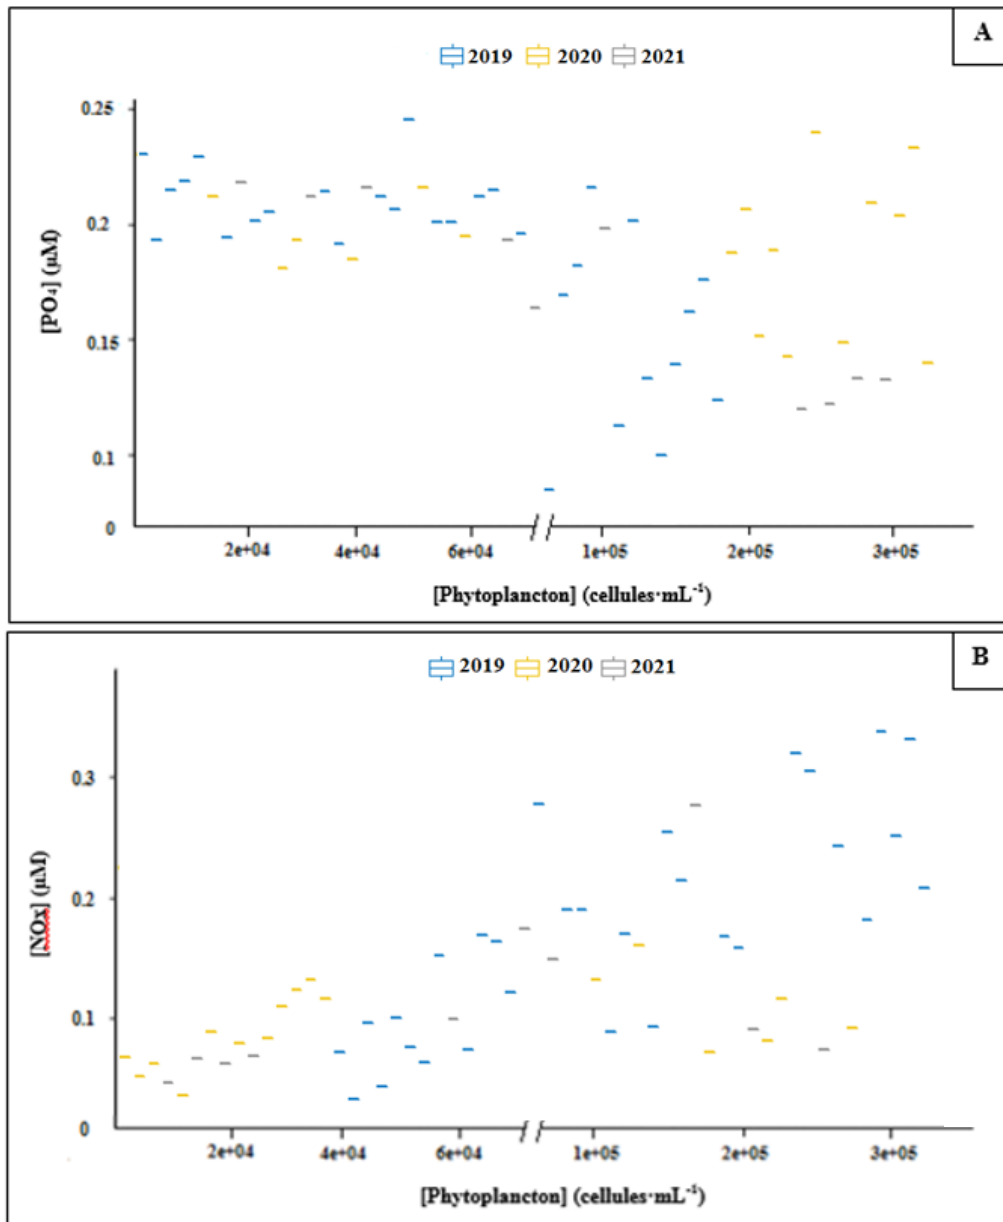 A
2019 2020 2021
0.25
0.2
0.15
0.1
0
[PO₄] (µM)
2e+04 4e+04 6e+04 1e+05 2e+05 3e+05
[Phytoplancton] (cellules·mL⁻¹)
B
2019 2020 2021
0.3
0.2
0.1
0
[NOx] (µM)
2e+04 4e+04 6e+04 1e+05 2e+05 3e+05
[Phytoplancton] (cellules·mL⁻¹)